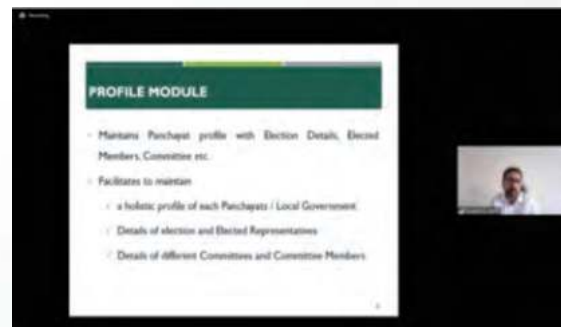 PROFILE MODULE
Maintains Panchayat profile with Election Details, Elected
Members, Committee etc.
Facilitates to maintain
a holistic profile of each Panchayats / Local Government
Details of election and Elected Representatives
Details of different Committees and Committee Members